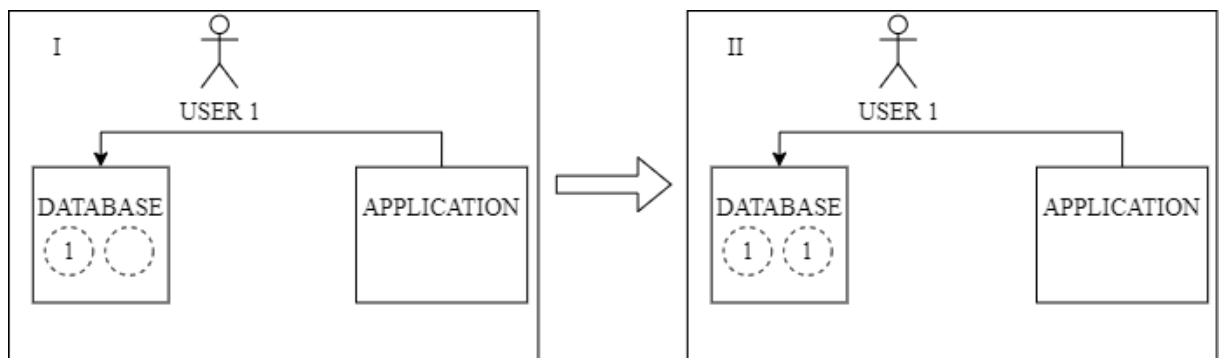 I
USER 1
DATABASE
1
APPLICATION
II
USER 1
DATABASE
1 1
APPLICATION